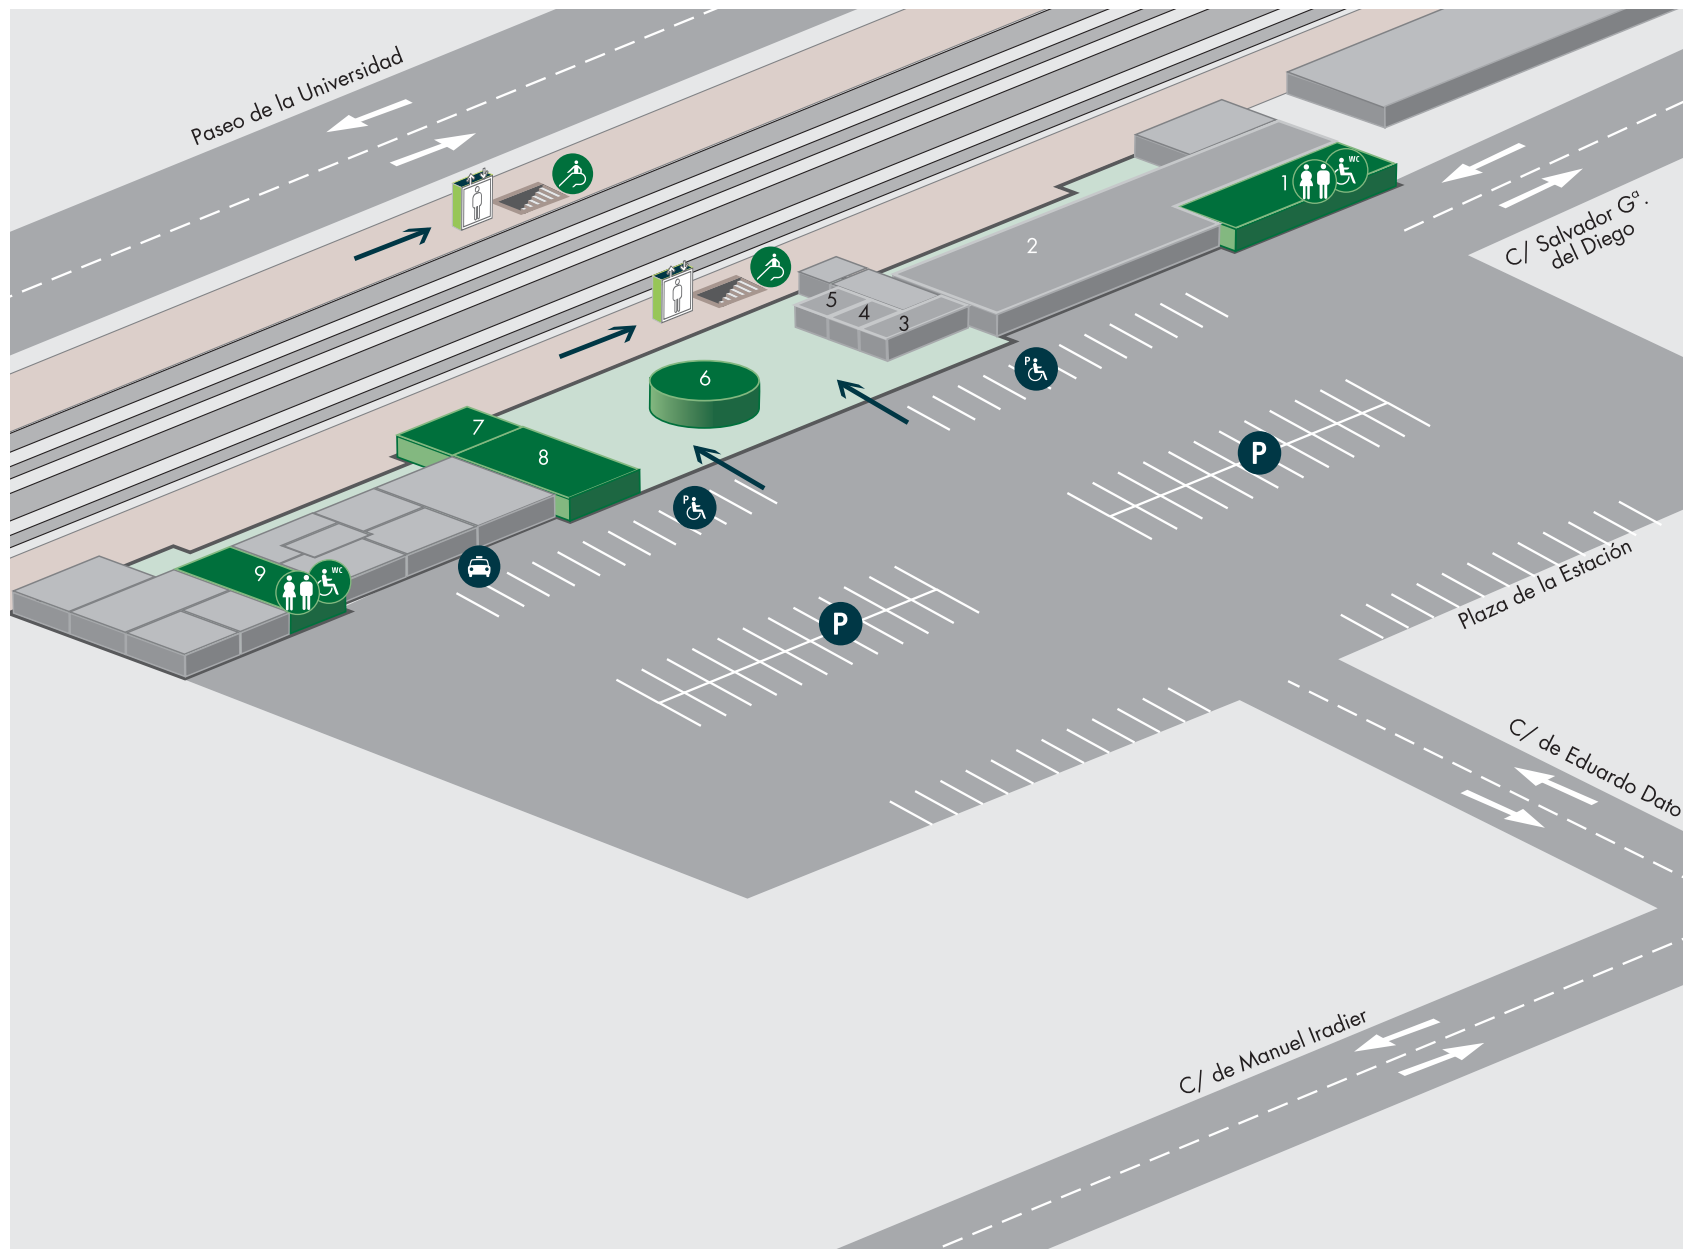 Paseo de la Universidad
WC
1
C/ Salvador Gª.
del Diego
2
5
4
3
P
6
7
8
P
P
P
9
WC
P
Plaza de la Estación
C/ de Eduardo Dato
C/ de Manuel Iradier